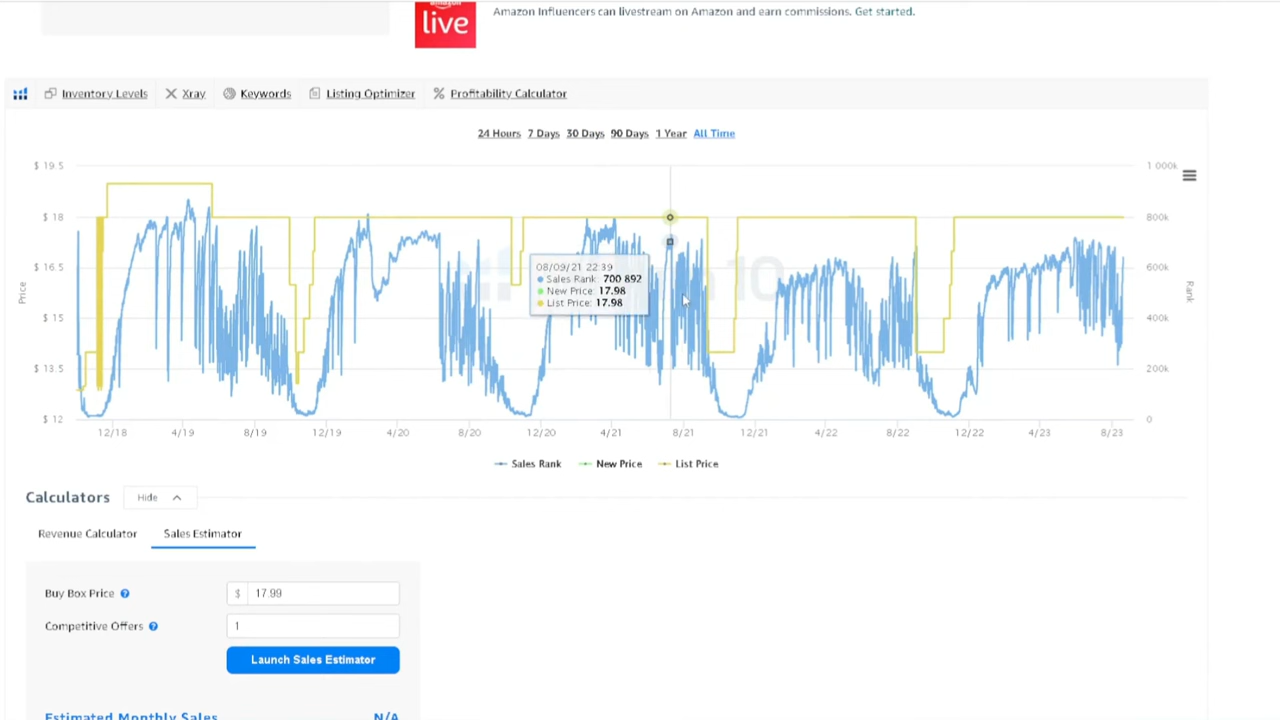 amazon
live
Amazon Influencers can livestream on Amazon and earn commissions. Get started.
Inventory Levels Xray Keywords Listing Optimizer % Profitability Calculator
24 Hours 7 Days 30 Days 90 Days 1 Year All Time
$ 19.5 1 000k
$ 18 800k
$ 16.5 600k
$ 15 400k
$ 13.5 200k
$ 12 0
Price
Rank
10
08/09/21 22:39
Sales Rank: 700 892
New Price: 17.98
List Price: 17.98
12/18 4/19 8/19 12/19 4/20 8/20 12/20 4/21 8/21 12/21 4/22 8/22 12/22 4/23 8/23
Sales Rank New Price List Price
Calculators Hide
Revenue Calculator Sales Estimator
Buy Box Price ? $ 17.99
Competitive Offers ? 1
Launch Sales Estimator
Estimated Monthly Sales N/A